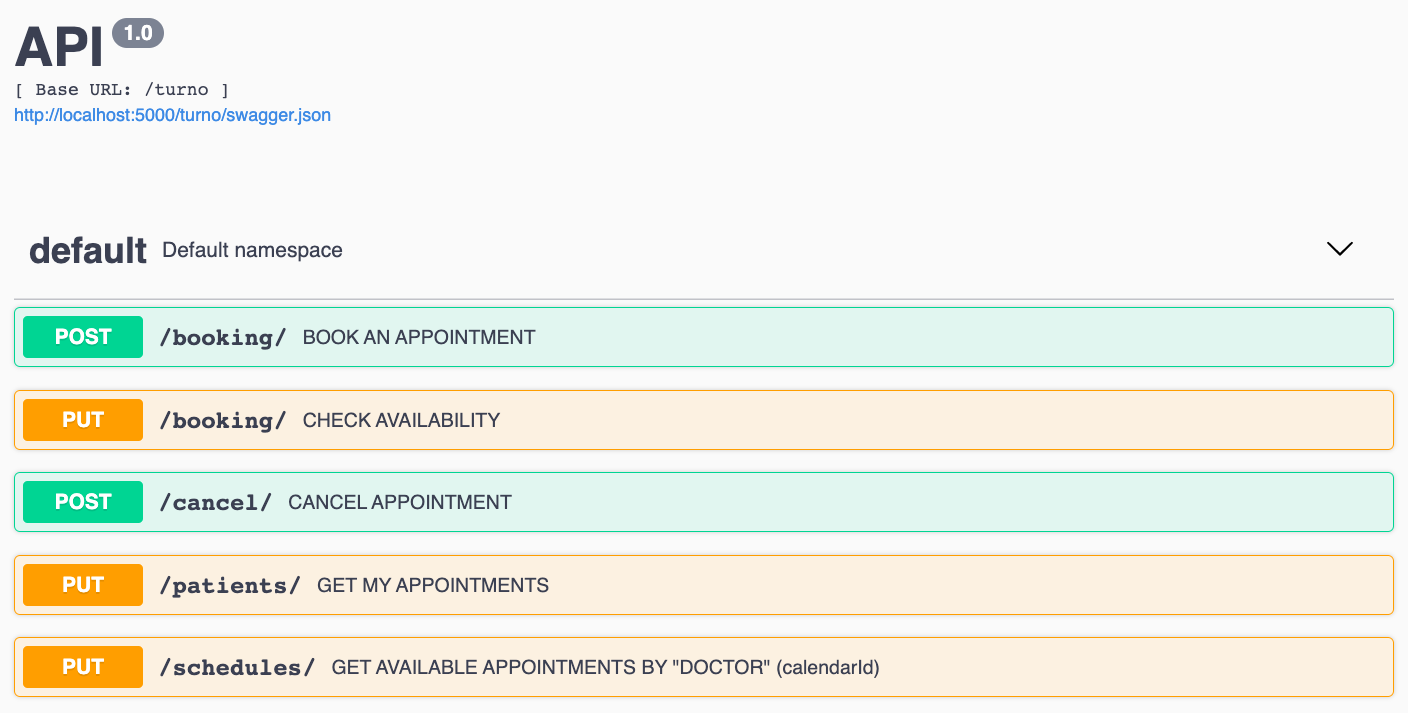 API 1.0
[ Base URL: /turno ]
http://localhost:5000/turno/swagger.json
default Default namespace
POST /booking/ BOOK AN APPOINTMENT
PUT /booking/ CHECK AVAILABILITY
POST /cancel/ CANCEL APPOINTMENT
PUT /patients/ GET MY APPOINTMENTS
PUT /schedules/ GET AVAILABLE APPOINTMENTS BY "DOCTOR" (calendarId)